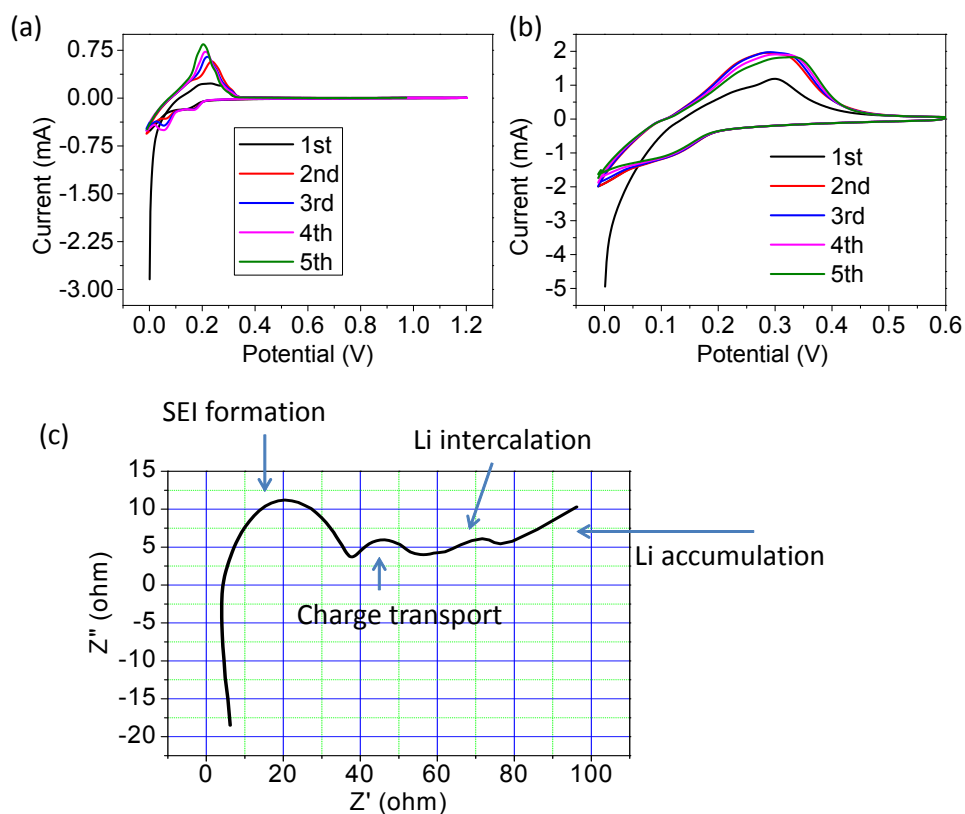 (a)
0.75
0.00
-0.75
-1.50
-2.25
-3.00
Current (mA)
1st
2nd
3rd
4th
5th
0.0 0.2 0.4 0.6 0.8 1.0 1.2
Potential (V)
(b)
2
1
0
-1
-2
-3
-4
-5
Current (mA)
1st
2nd
3rd
4th
5th
0.0 0.1 0.2 0.3 0.4 0.5 0.6
Potential (V)
(c)
SEI formation
Li intercalation
Li accumulation
Charge transport
15
10
5
0
-5
-10
-15
-20
Z" (ohm)
0 20 40 60 80 100
Z' (ohm)